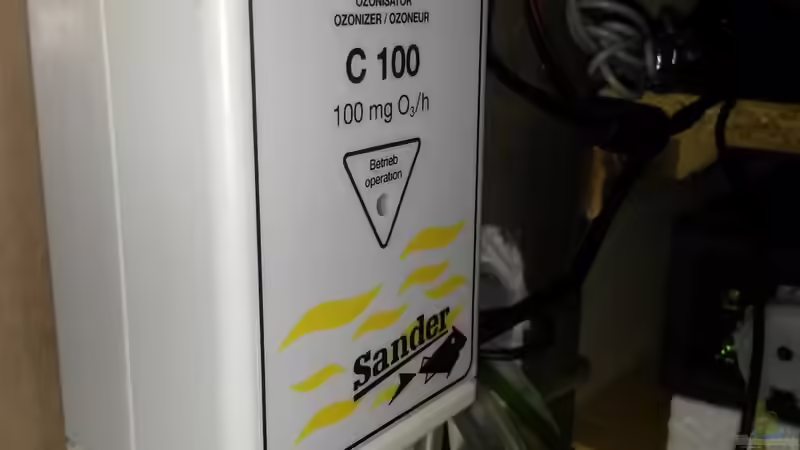 OZONISATOR
OZONIZER / OZONEUR
C 100
100 mg O₃/h
Betrieb
operation
Sander